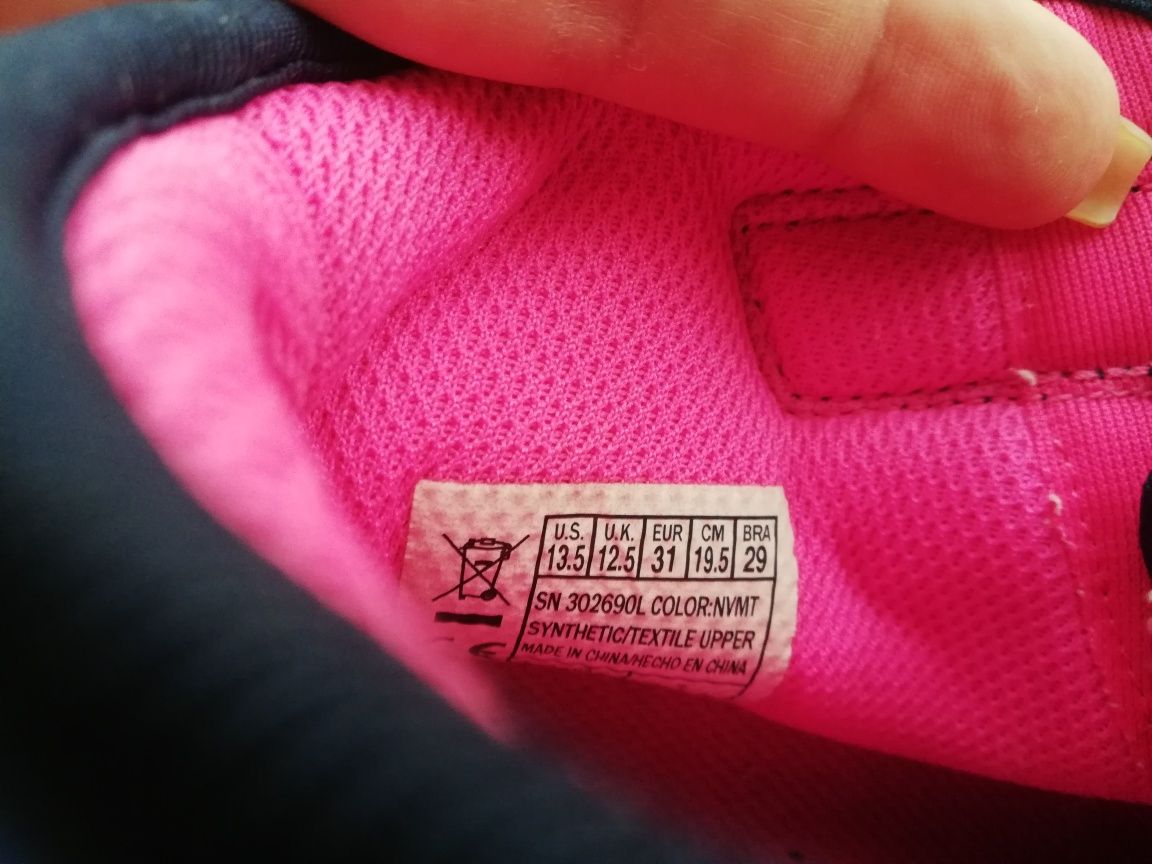 U.S. U.K. EUR CM BRA
13.5 12.5 31 19.5 29
SN 302690L COLOR:NVMT
SYNTHETIC/TEXTILE UPPER
MADE IN CHINA/HECHO EN CHINA
CE